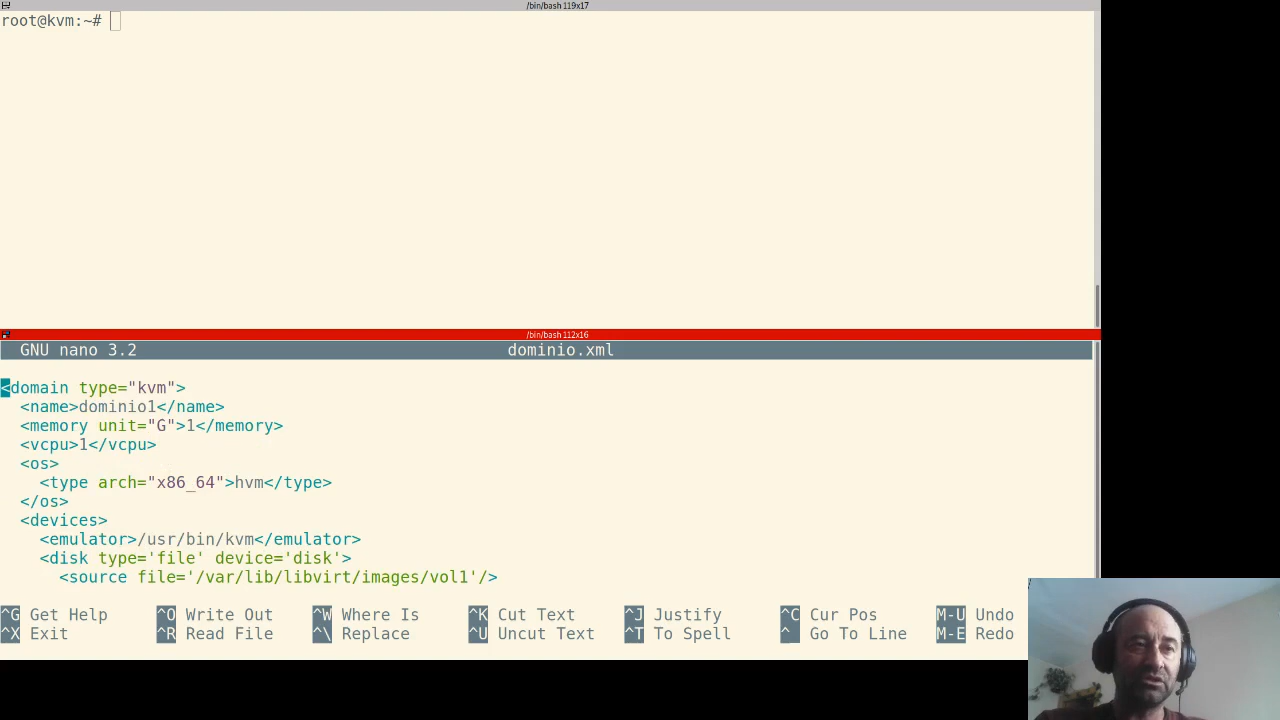 /bin/bash 119x17
root@kvm:~#
/bin/bash 112x16
GNU nano 3.2 dominio.xml
<domain type="kvm">
<name>dominio1</name>
<memory unit="G">1</memory>
<vcpu>1</vcpu>
<os>
<type arch="x86_64">hvm</type>
</os>
<devices>
<emulator>/usr/bin/kvm</emulator>
<disk type='file' device='disk'>
<source file='/var/lib/libvirt/images/vol1'/>
^G Get Help ^O Write Out ^W Where Is ^K Cut Text ^J Justify ^C Cur Pos M-U Undo
^X Exit ^R Read File ^\ Replace ^U Uncut Text ^T To Spell ^_ Go To Line M-E Redo